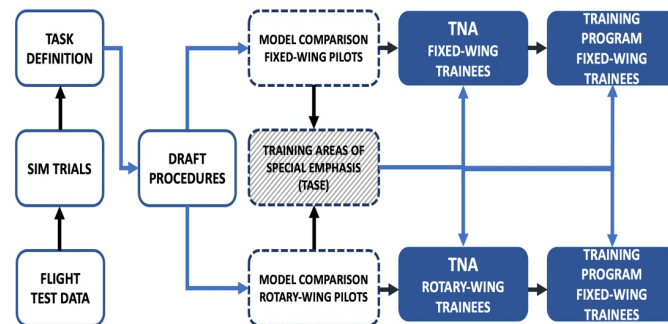 TASK
DEFINITION
SIM TRIALS
FLIGHT
TEST DATA
DRAFT
PROCEDURES
MODEL COMPARISON
FIXED-WING PILOTS
TRAINING AREAS OF
SPECIAL EMPHASIS
(TASE)
MODEL COMPARISON
ROTARY-WING PILOTS
TNA
FIXED-WING
TRAINEES
TRAINING
PROGRAM
FIXED-WING
TRAINEES
TNA
ROTARY-WING
TRAINEES
TRAINING
PROGRAM
FIXED-WING
TRAINEES